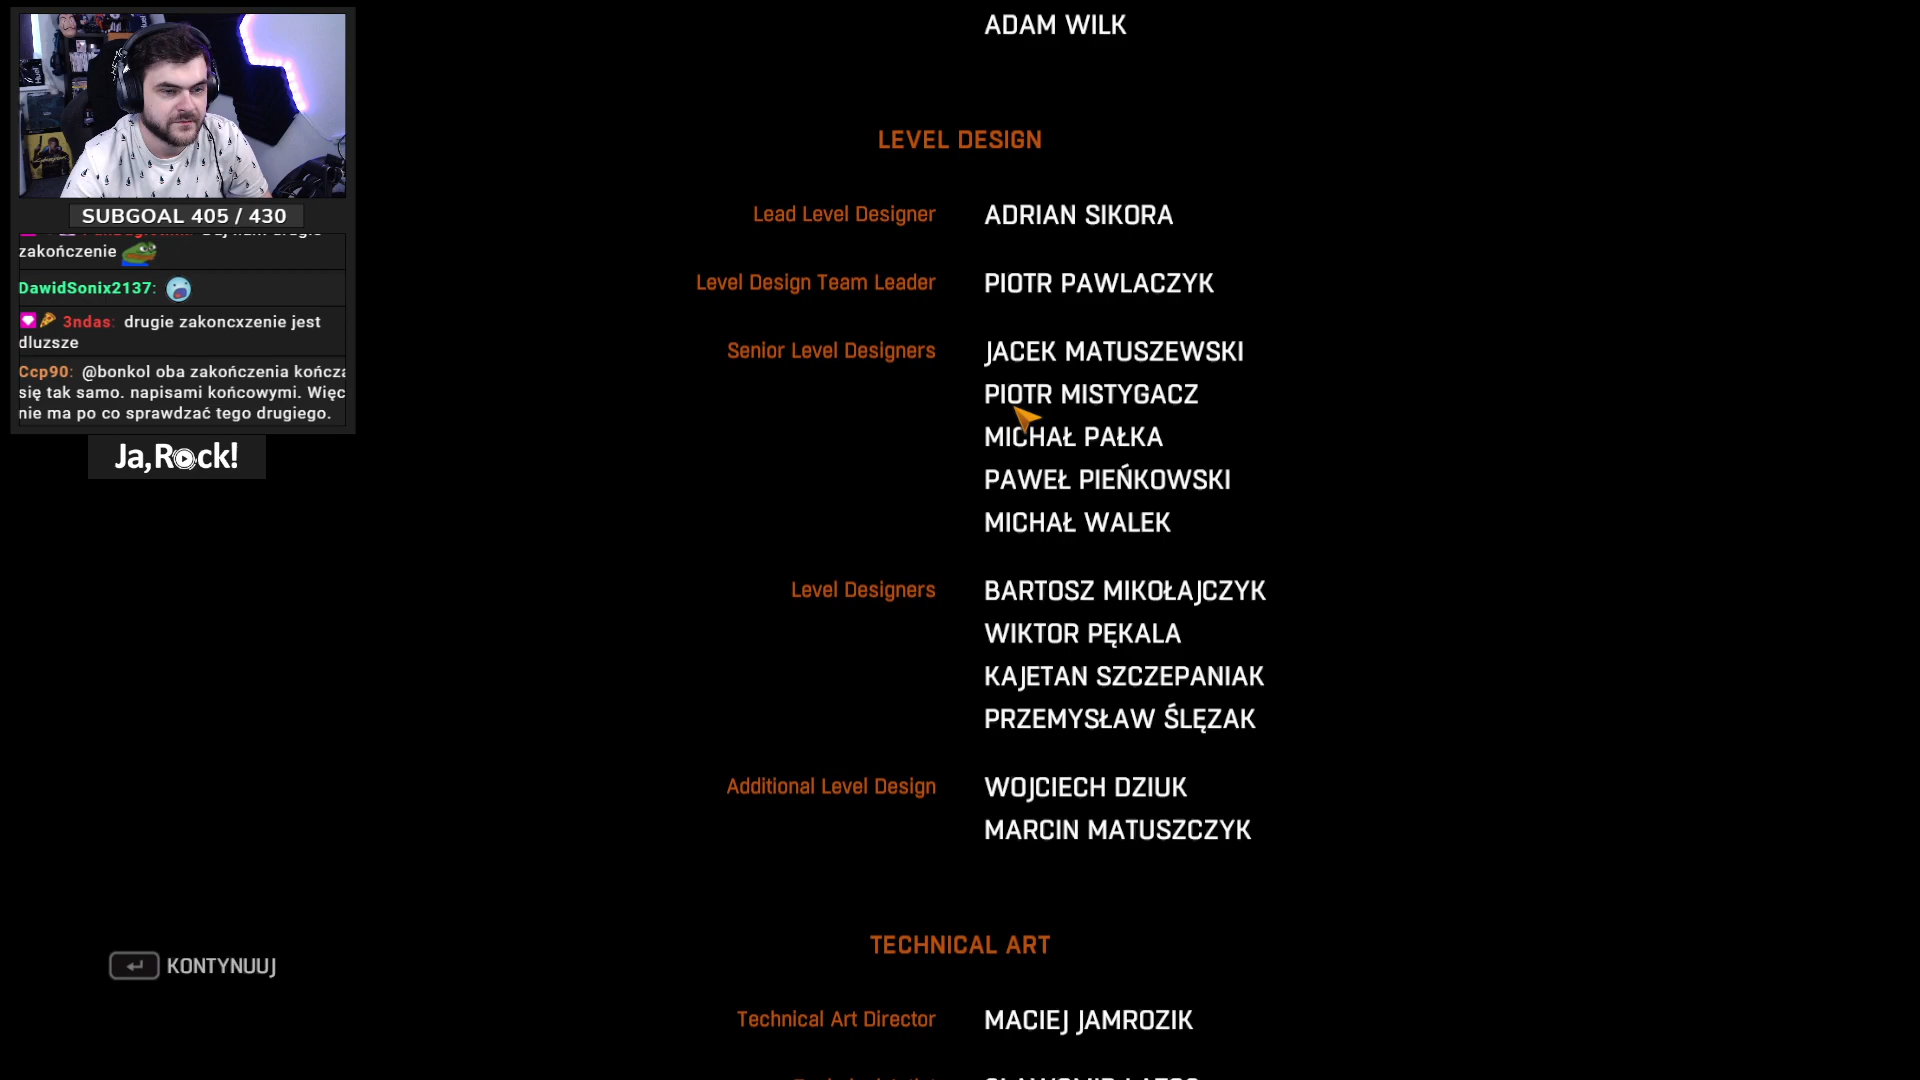 ADAM WILK
LEVEL DESIGN
Lead Level Designer ADRIAN SIKORA
Level Design Team Leader PIOTR PAWLACZYK
Senior Level Designers JACEK MATUSZEWSKI
PIOTR MISTYGACZ
MICHAŁ PAŁKA
PAWEŁ PIEŃKOWSKI
MICHAŁ WALEK
Level Designers BARTOSZ MIKOŁAJCZYK
WIKTOR PĘKALA
KAJETAN SZCZEPANIAK
PRZEMYSŁAW ŚLĘZAK
Additional Level Design WOJCIECH DZIUK
MARCIN MATUSZCZYK
TECHNICAL ART
Technical Art Director MACIEJ JAMROZIK
SUBGOAL 405 / 430
zakończenie
DawidSonix2137:
3ndas: drugie zakoncxzenie jest
dluzsze
Ccp90: @bonkol oba zakończenia kończą
się tak samo. napisami końcowymi. Więc
nie ma po co sprawdzać tego drugiego.
Ja,Rock!
KONTYNUUJ